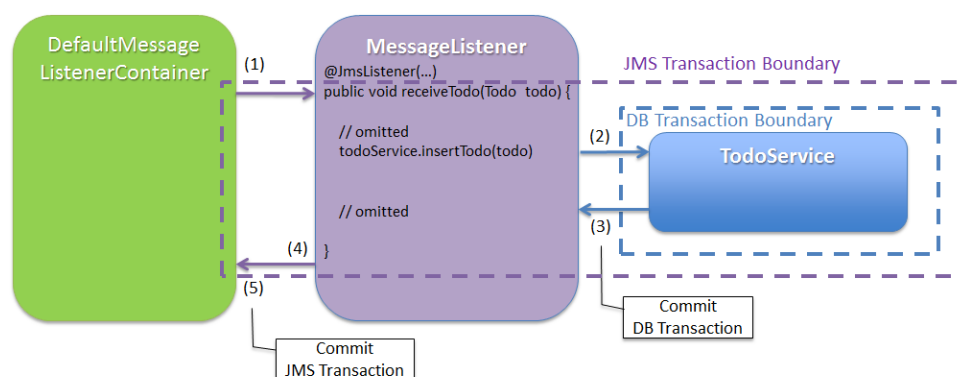 DefaultMessage
ListenerContainer
(1)
MessageListener
@JmsListener(…)
public void receiveTodo(Todo todo) {
// omitted
todoService.insertTodo(todo)
// omitted
}
JMS Transaction Boundary
DB Transaction Boundary
(2)
TodoService
(3)
(4)
(5)
Commit
DB Transaction
Commit
JMS Transaction